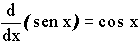 d/dx (sen x) = cos x